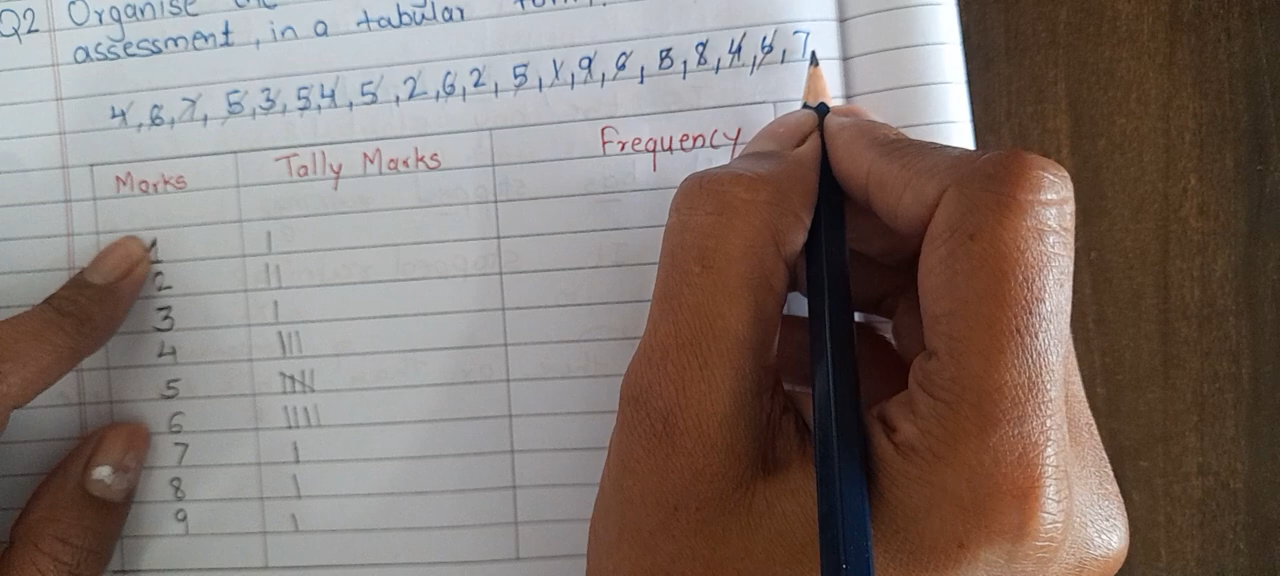 Q2 Organise the
assessment, in a tabular form.
4, 6, 7, 5, 3, 5, 4, 5, 2, 6, 2, 5, 1, 9, 6, 5, 8, 4, 6, 7
Marks Tally Marks Frequency
1 |
2 ||
3 |
4 |||
5 𝍸
6 ||||
7 |
8 |
9 |